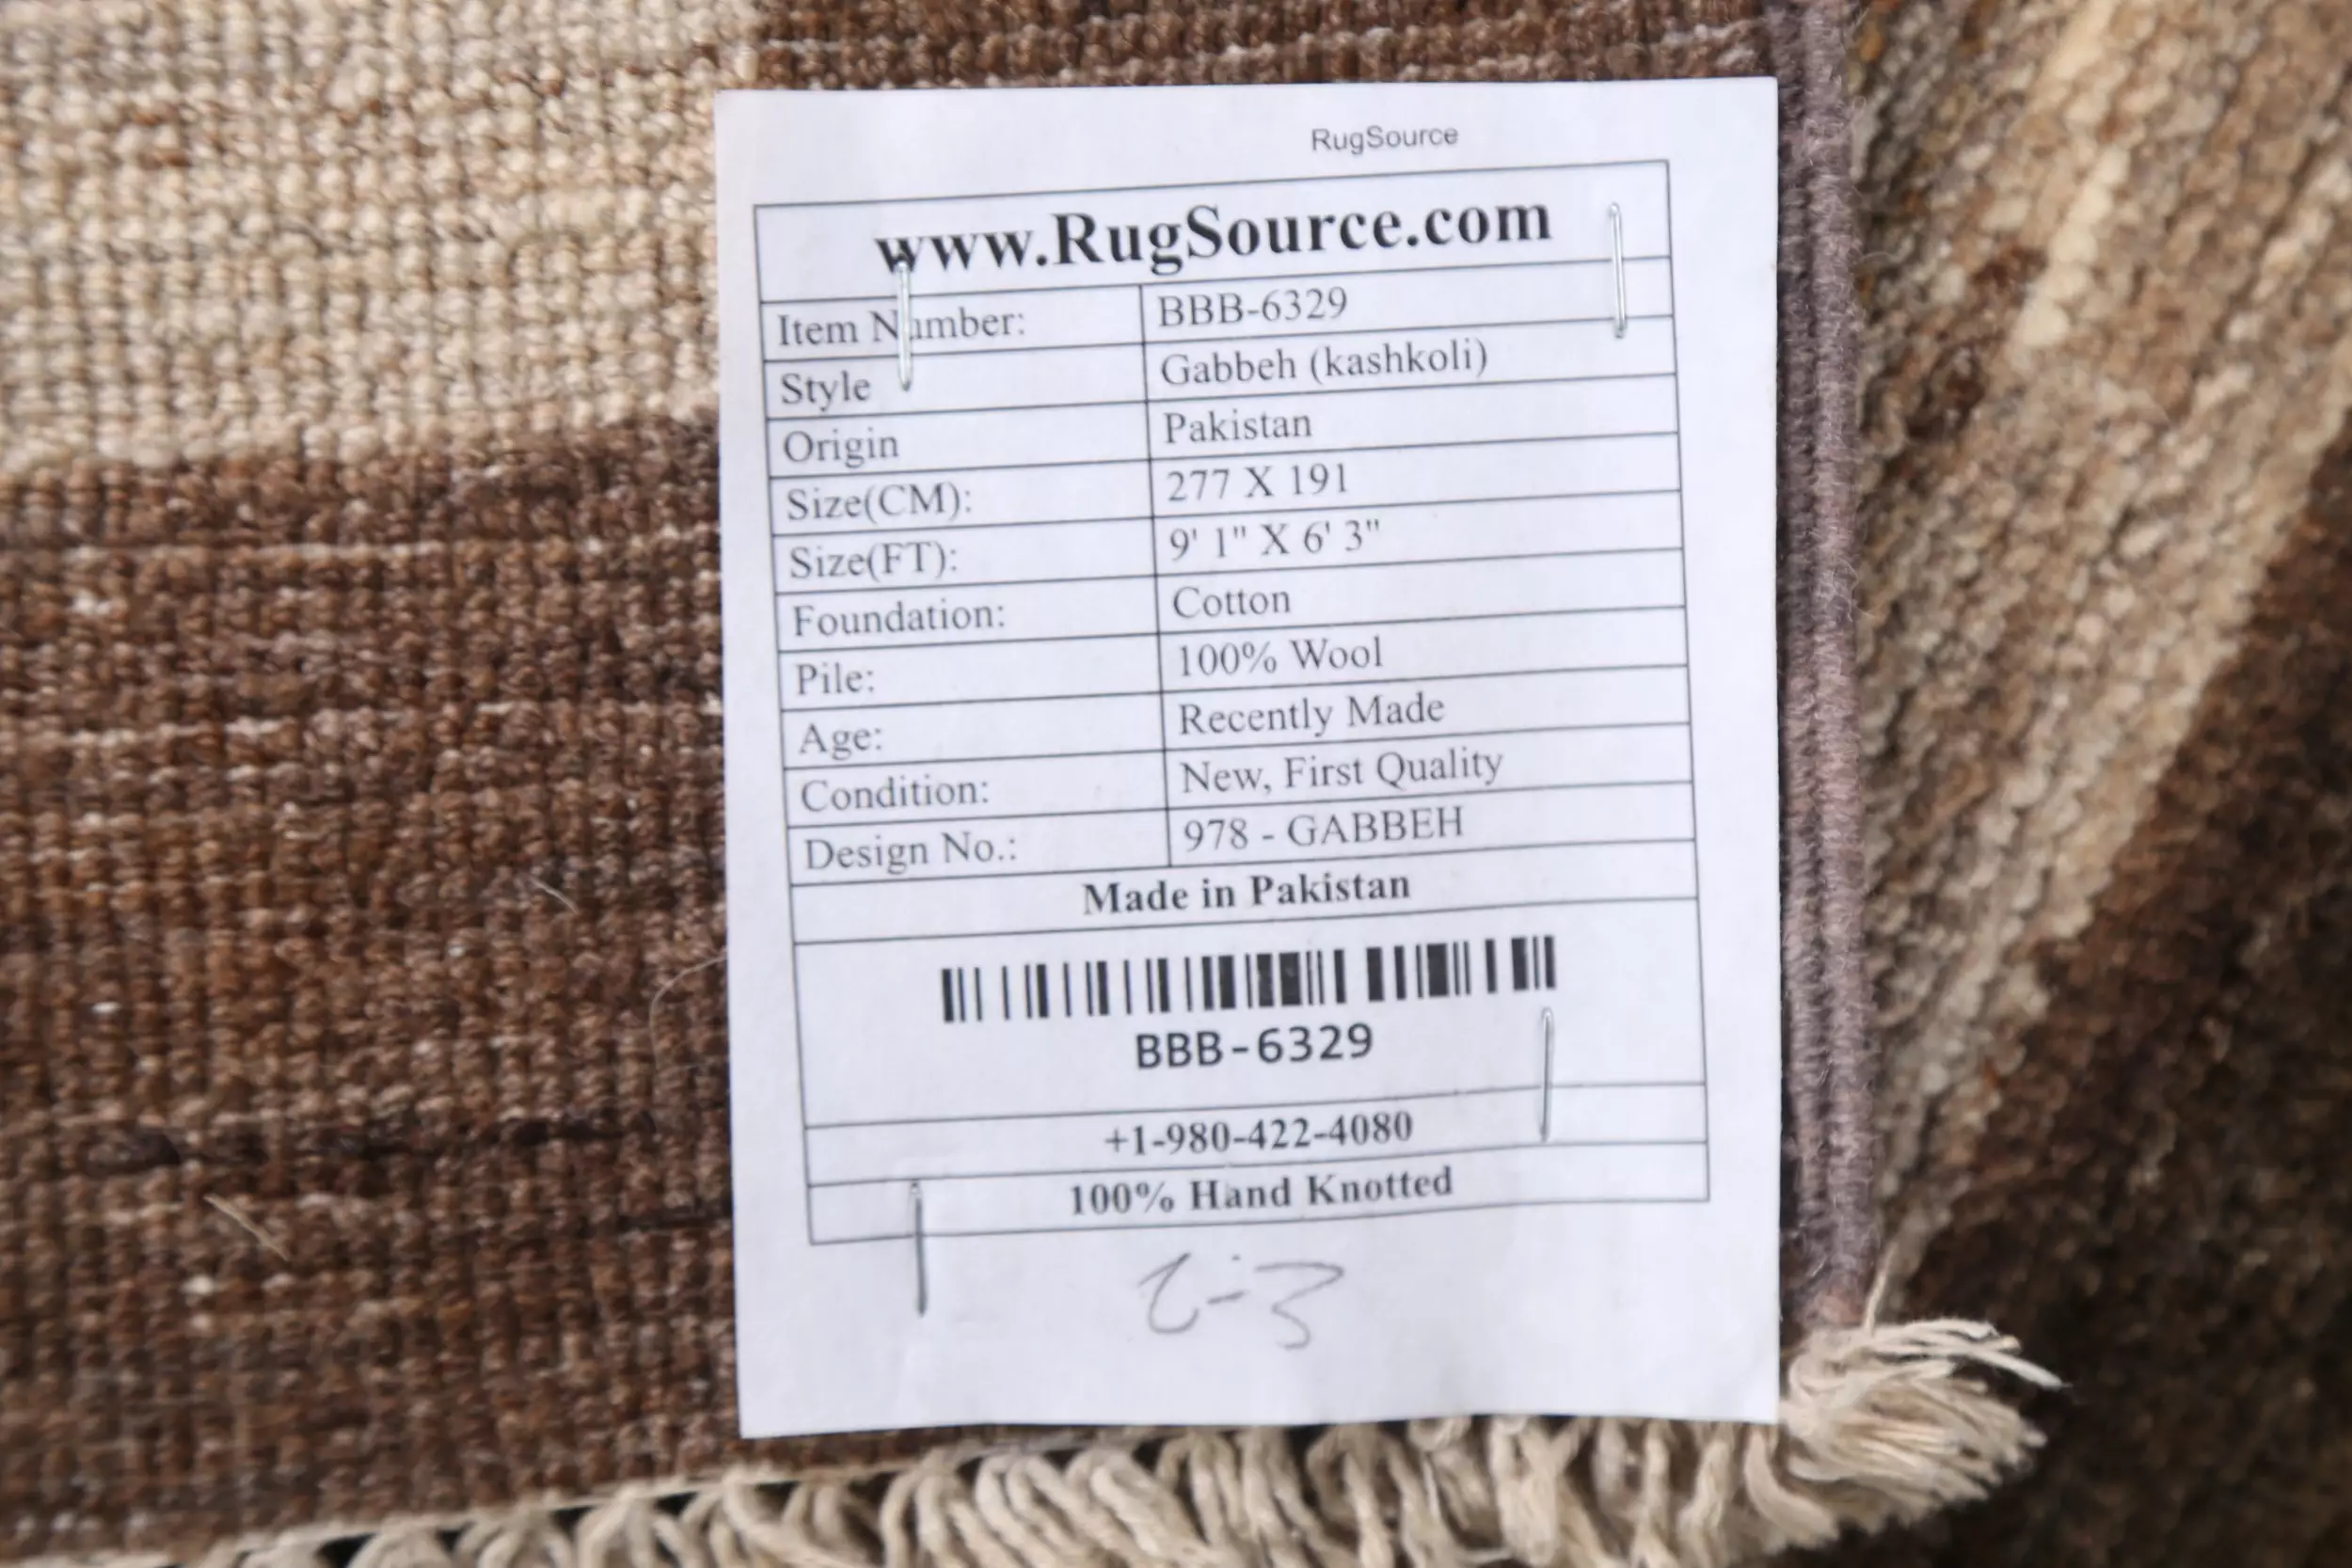 RugSource
www.RugSource.com
Item Number: BBB-6329
Style Gabbeh (kashkoli)
Origin Pakistan
Size(CM): 277 X 191
Size(FT): 9' 1" X 6' 3"
Foundation: Cotton
Pile: 100% Wool
Age: Recently Made
Condition: New, First Quality
Design No.: 978 - GABBEH
Made in Pakistan
BBB-6329
+1-980-422-4080
100% Hand Knotted